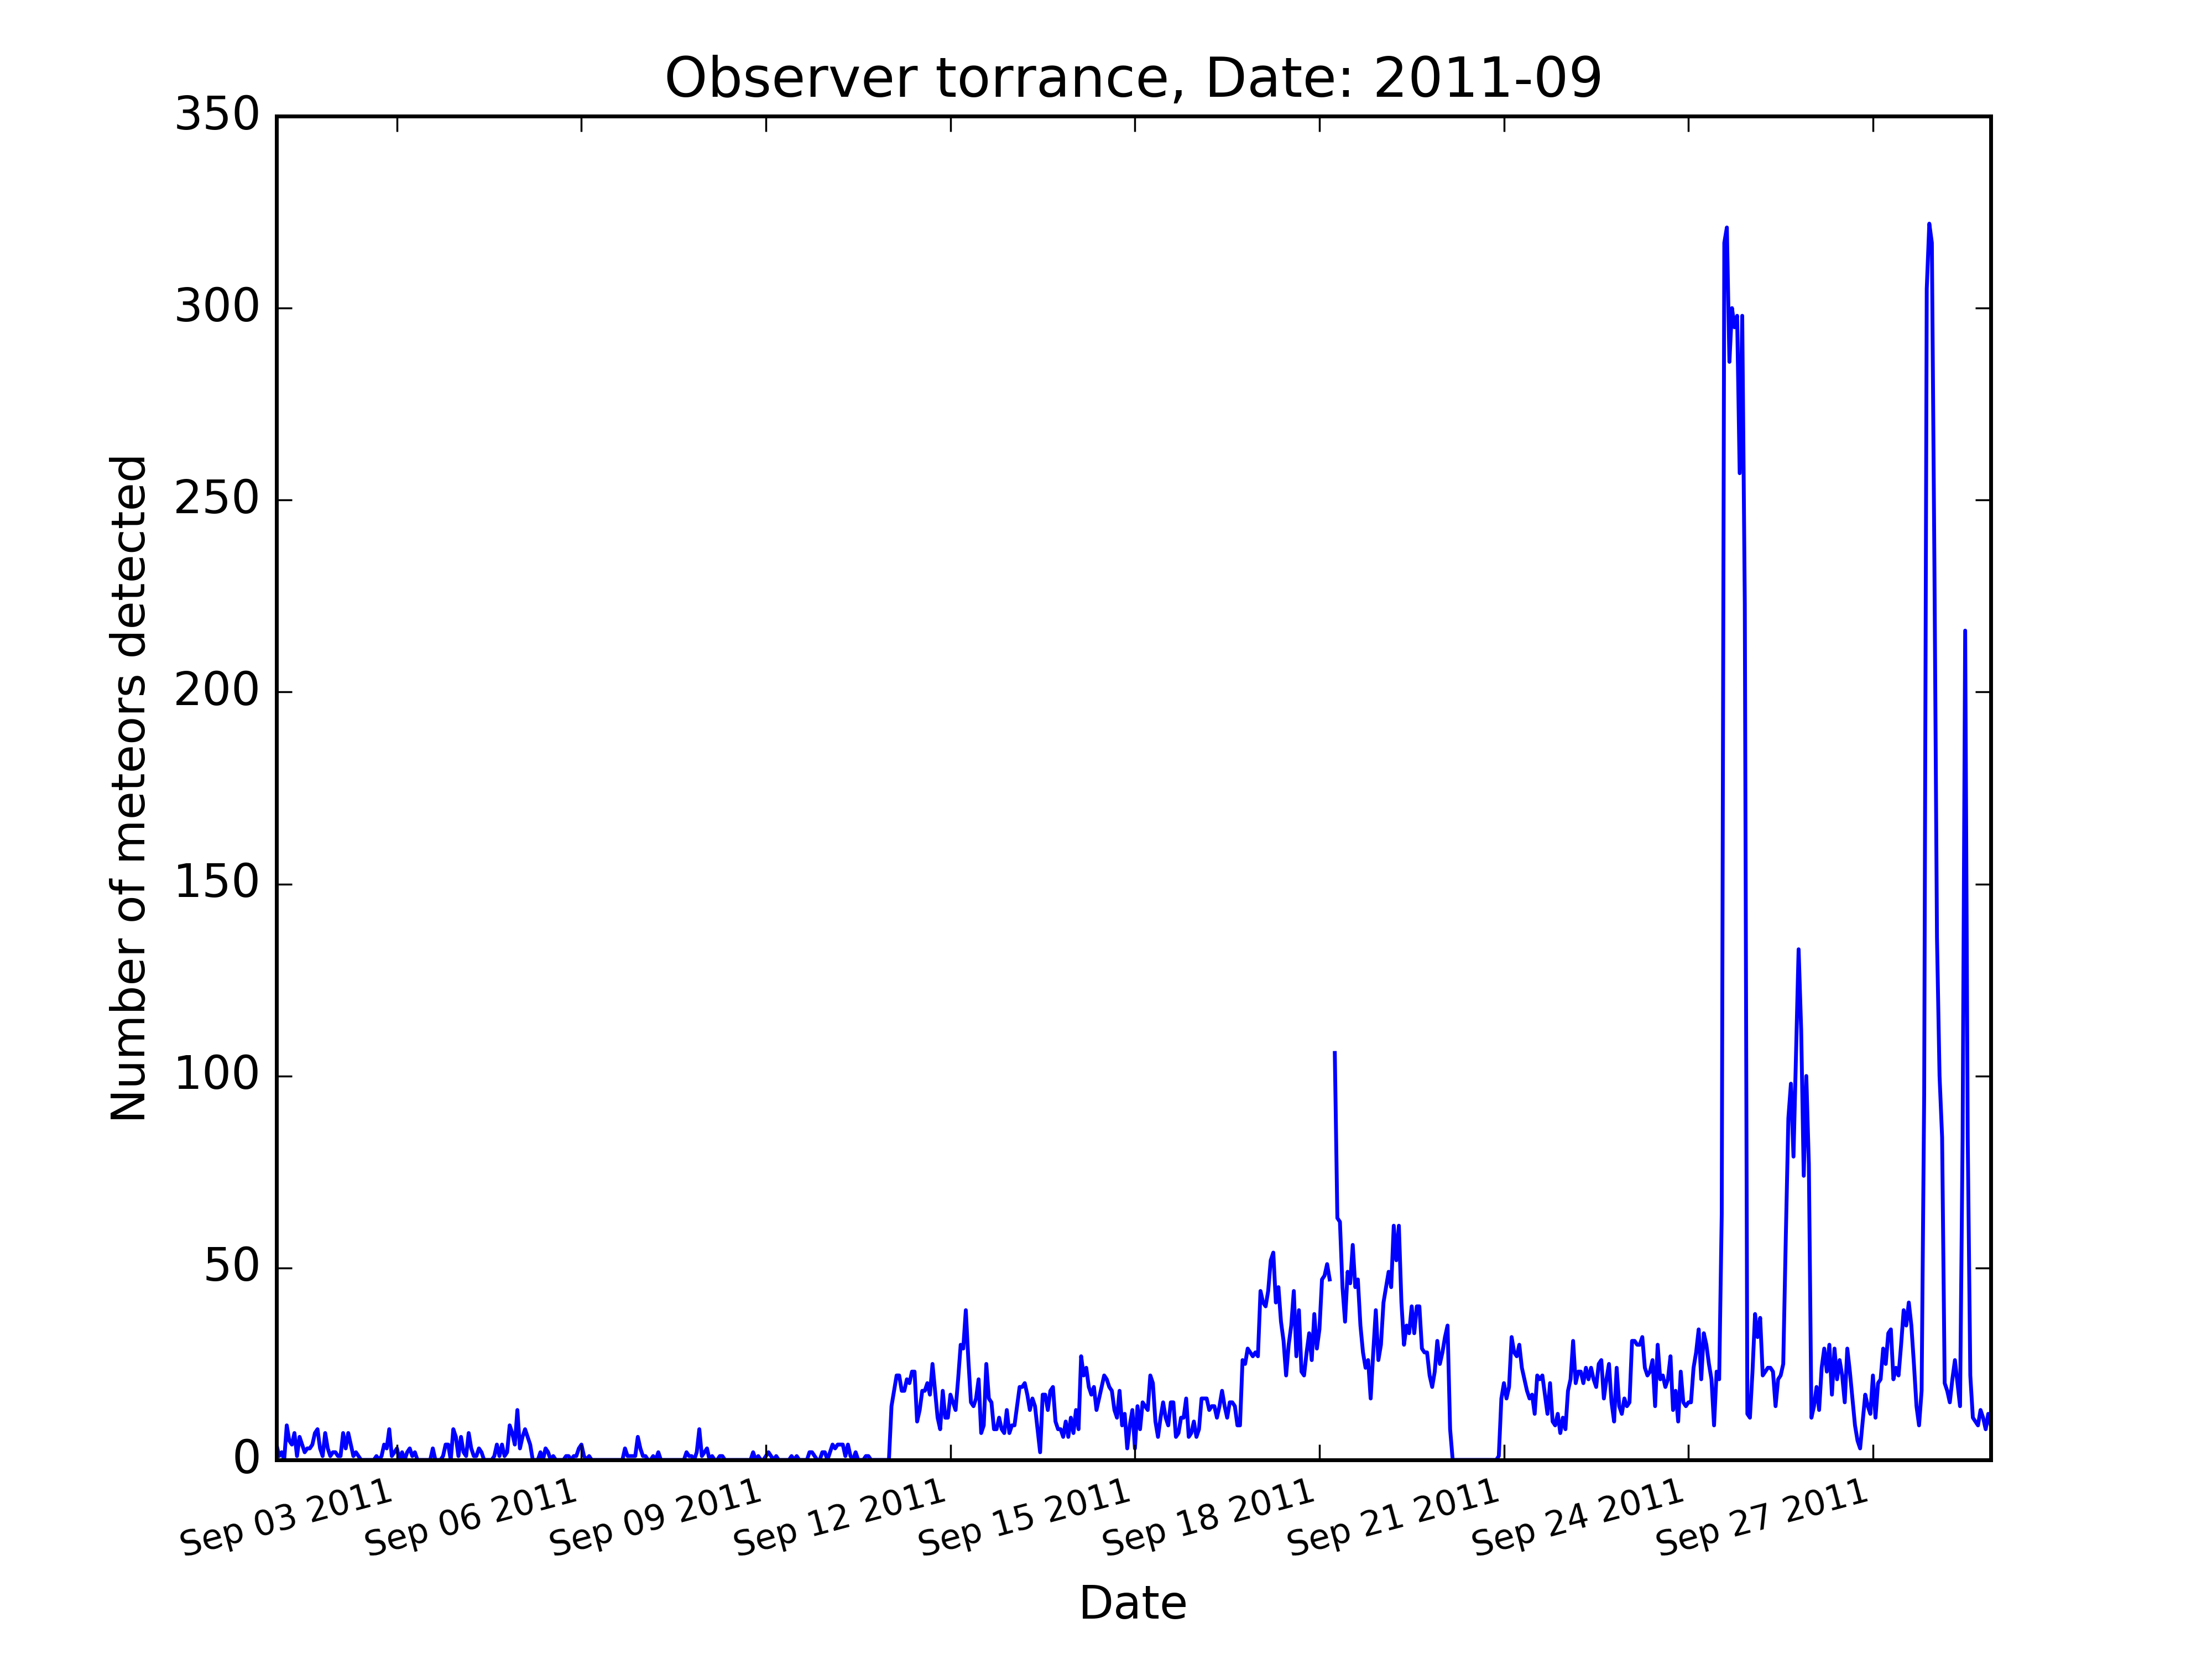 Observer torrance, Date: 2011-09
350
300
250
200
150
100
50
0
Number of meteors detected
Sep 03 2011
Sep 06 2011
Sep 09 2011
Sep 12 2011
Sep 15 2011
Sep 18 2011
Sep 21 2011
Sep 24 2011
Sep 27 2011
Date